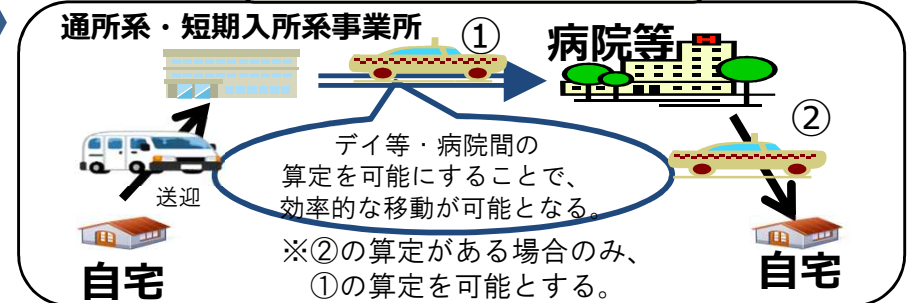 通所系・短期入所系事業所
①
病院等
②
デイ等・病院間の
算定を可能にすることで、
効率的な移動が可能となる。
送迎
自宅
※②の算定がある場合のみ、
①の算定を可能とする。
自宅